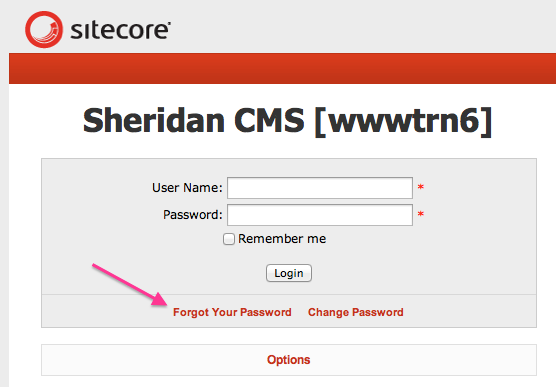 sitecore
Sheridan CMS [wwwtrn6]
User Name: *
Password: *
Remember me
Login
Forgot Your Password Change Password
Options